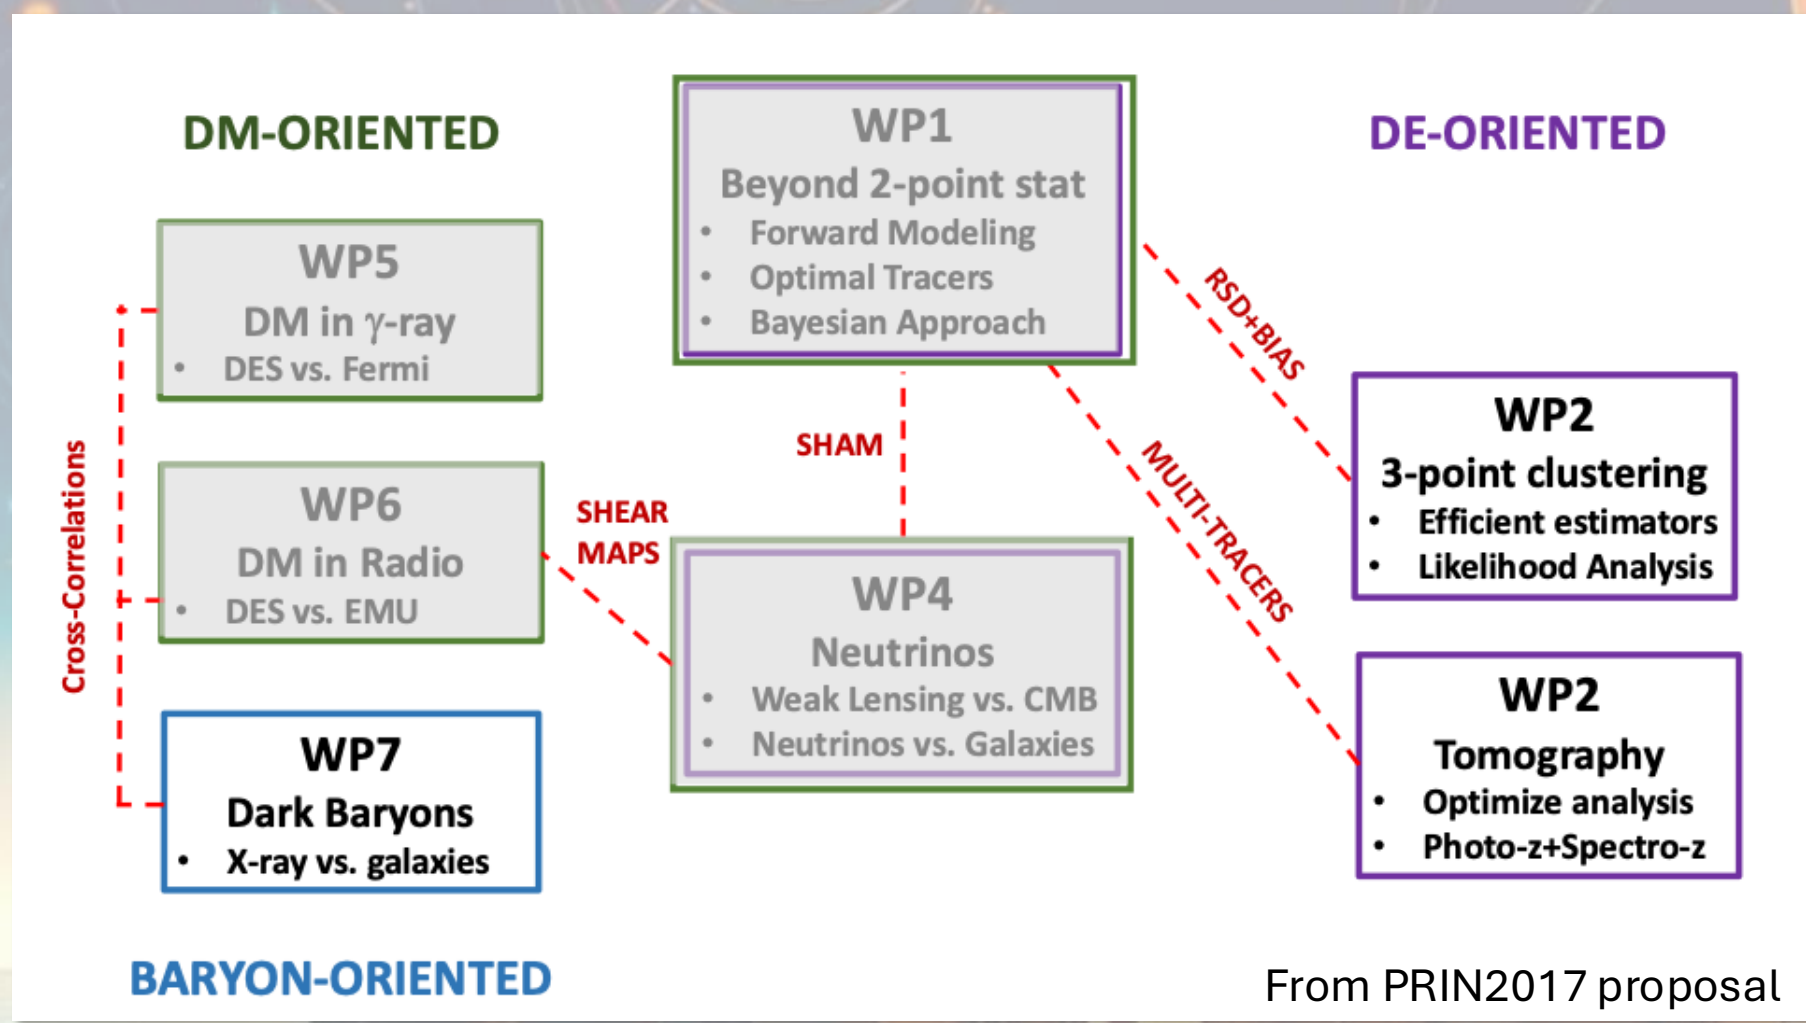 DM-ORIENTED
WP5
DM in γ-ray
• DES vs. Fermi
WP6
DM in Radio
• DES vs. EMU
Cross-Correlations
WP7
Dark Baryons
• X-ray vs. galaxies
BARYON-ORIENTED
WP1
Beyond 2-point stat
• Forward Modeling
• Optimal Tracers
• Bayesian Approach
SHAM
SHEAR
MAPS
WP4
Neutrinos
• Weak Lensing vs. CMB
• Neutrinos vs. Galaxies
DE-ORIENTED
RSD+BIAS
MULTI-TRACERS
WP2
3-point clustering
• Efficient estimators
• Likelihood Analysis
WP2
Tomography
• Optimize analysis
• Photo-z+Spectro-z
From PRIN2017 proposal